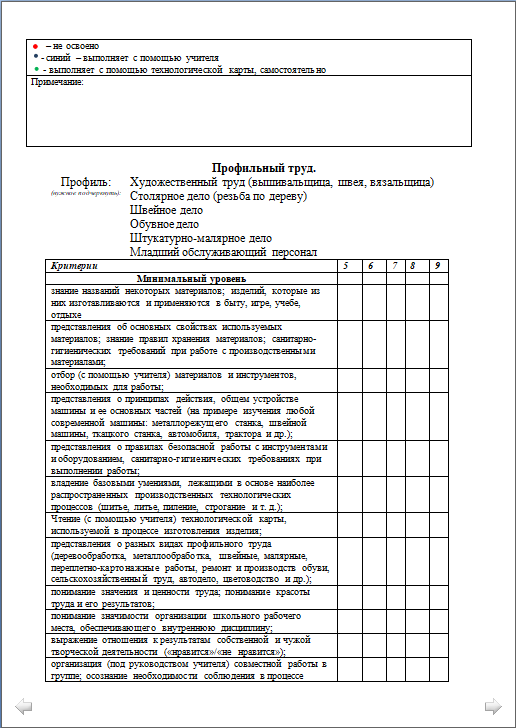 – не освоено
- синий – выполняет с помощью учителя
- выполняет с помощью технологической карты, самостоятельно
Примечание:
Профильный труд.
Профиль: Художественный труд (вышивальщица, швея, вязальщица)
(нужное подчеркнуть): Столярное дело (резьба по дереву)
Швейное дело
Обувное дело
Штукатурно-малярное дело
Младший обслуживающий персонал
Критерии 5 6 7 8 9
Минимальный уровень
знание названий некоторых материалов; изделий, которые из
них изготавливаются и применяются в быту, игре, учебе,
отдыхе
представления об основных свойствах используемых
материалов; знание правил хранения материалов; санитарно-
гигиенических требований при работе с производственными
материалами;
отбор (с помощью учителя) материалов и инструментов,
необходимых для работы;
представления о принципах действия, общем устройстве
машины и ее основных частей (на примере изучения любой
современной машины: металлорежущего станка, швейной
машины, ткацкого станка, автомобиля, трактора и др.);
представления о правилах безопасной работы с инструментами
и оборудованием, санитарно-гигиенических требованиях при
выполнении работы;
владение базовыми умениями, лежащими в основе наиболее
распространенных производственных технологических
процессов (шитье, литье, пиление, строгание и т. д.);
Чтение (с помощью учителя) технологической карты,
используемой в процессе изготовления изделия;
представления о разных видах профильного труда
(деревообработка, металлообработка, швейные, малярные,
переплетно-картонажные работы, ремонт и производств обуви,
сельскохозяйственный труд, автодело, цветоводство и др.);
понимание значения и ценности труда; понимание красоты
труда и его результатов;
понимание значимости организации школьного рабочего
места, обеспечивающего внутреннюю дисциплину;
выражение отношения к результатам собственной и чужой
творческой деятельности («нравится»/«не нравится»);
организация (под руководством учителя) совместной работы в
группе; осознание необходимости соблюдения в процессе